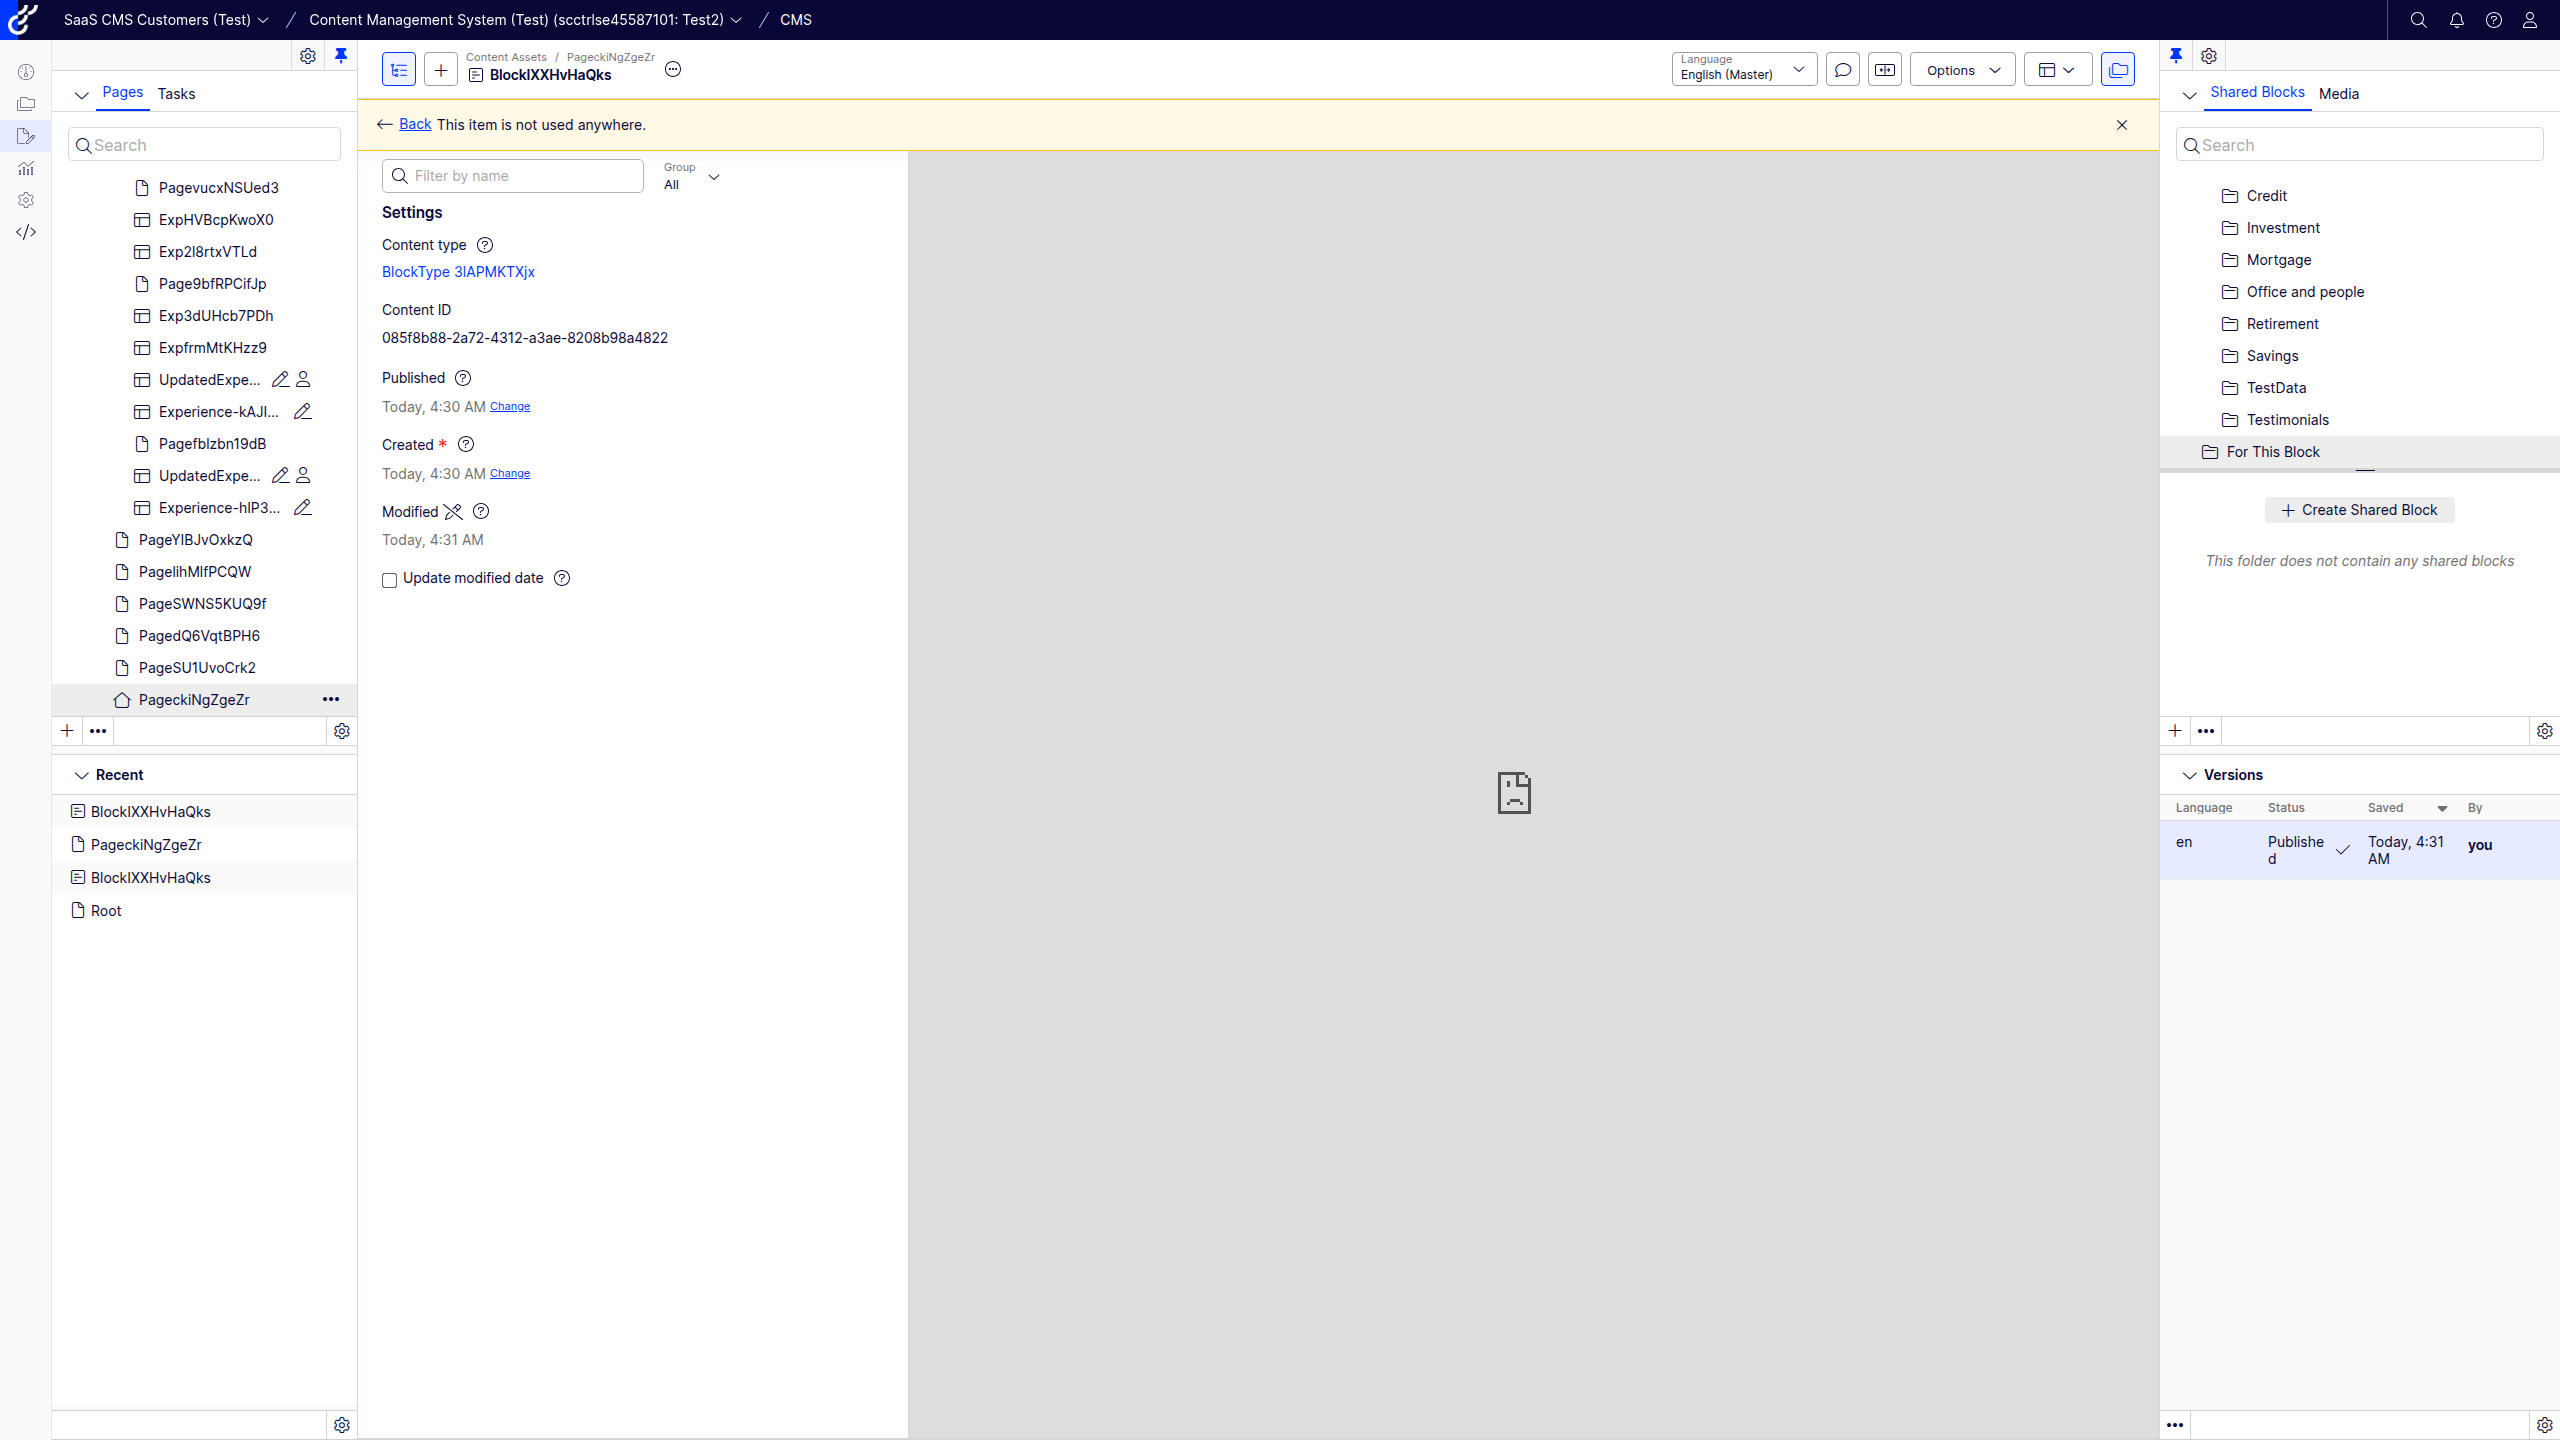 SaaS CMS Customers (Test)
Content Management System (Test) (scctrlse45587101: Test2)
CMS
Pages
Tasks
Search
PagevucxNSUed3
ExpHVBcpKwoX0
Exp2I8rtxVTLd
Page9bfRPCifJp
Exp3dUHcb7PDh
ExpfrmMtKHzz9
UpdatedExpe...
Experience-kAJI...
Pagefblzbn19dB
UpdatedExpe...
Experience-hIP3...
PageYIBJvOxkzQ
PagelihMlfPCQW
PageSWNS5KUQ9f
PagedQ6VqtBPH6
PageSU1UvoCrk2
PageckiNgZgeZr
Recent
BlockIXXHvHaQks
PageckiNgZgeZr
BlockIXXHvHaQks
Root
Content Assets / PageckiNgZgeZr
BlockIXXHvHaQks
Language
English (Master)
Options
Back This item is not used anywhere.
Filter by name
Group
All
Settings
Content type
BlockType 3lAPMKTXjx
Content ID
085f8b88-2a72-4312-a3ae-8208b98a4822
Published
Today, 4:30 AM Change
Created *
Today, 4:30 AM Change
Modified
Today, 4:31 AM
Update modified date
Shared Blocks
Media
Search
Credit
Investment
Mortgage
Office and people
Retirement
Savings
TestData
Testimonials
For This Block
Create Shared Block
This folder does not contain any shared blocks
Versions
Language Status Saved By
en Publishe Today, 4:31 you
d AM